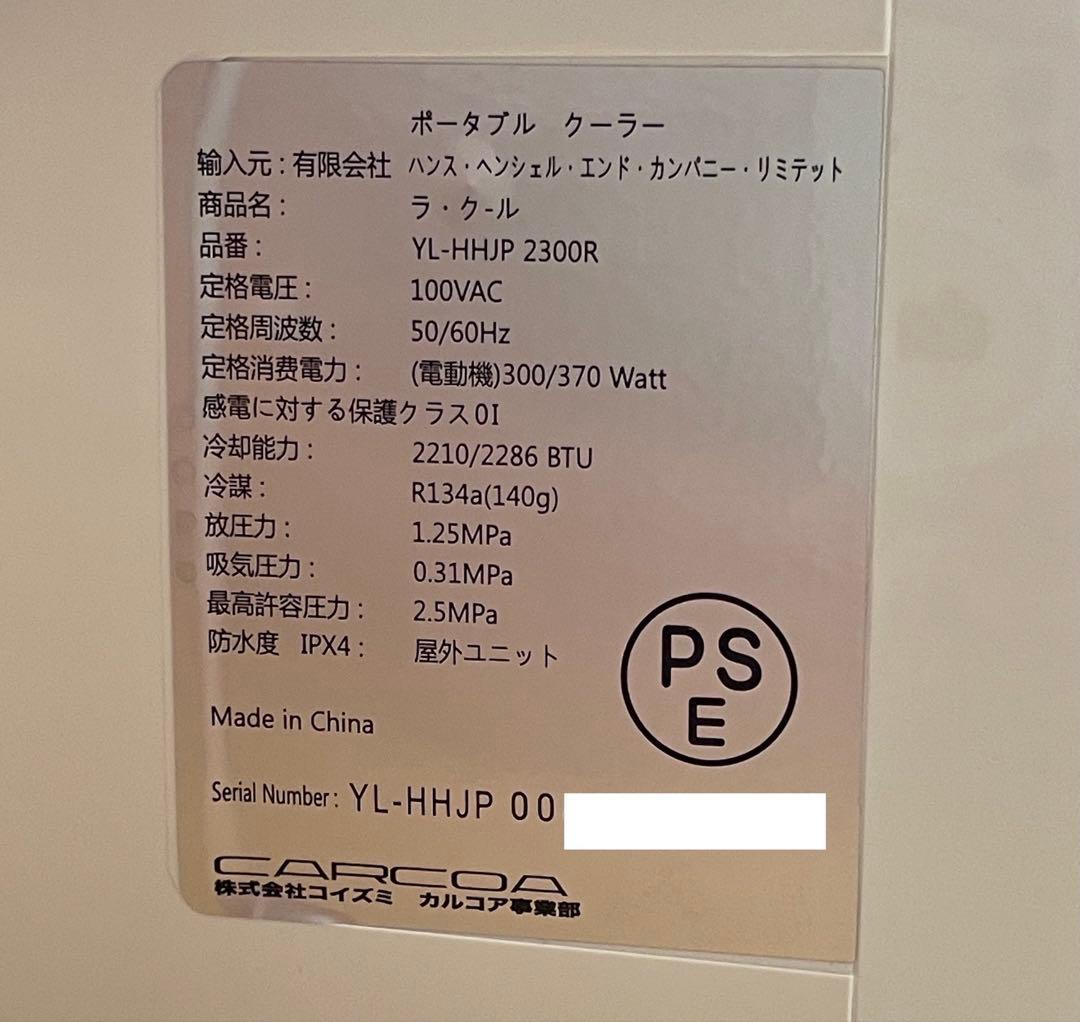 ポータブル クーラー
輸入元：有限会社 ハンス・ヘンシェル・エンド・カンパニー・リミテット
商品名： ラ・ク-ル
品番： YL-HHJP 2300R
定格電圧： 100VAC
定格周波数： 50/60Hz
定格消費電力： (電動機)300/370 Watt
感電に対する保護クラス0I
冷却能力： 2210/2286 BTU
冷謀： R134a(140g)
放圧力： 1.25MPa
吸気圧力： 0.31MPa
最高許容圧力： 2.5MPa
防水度 IPX4： 屋外ユニット
PS
E
Made in China
Serial Number: YL-HHJP 00
CARCOA
株式会社コイズミ カルコア事業部